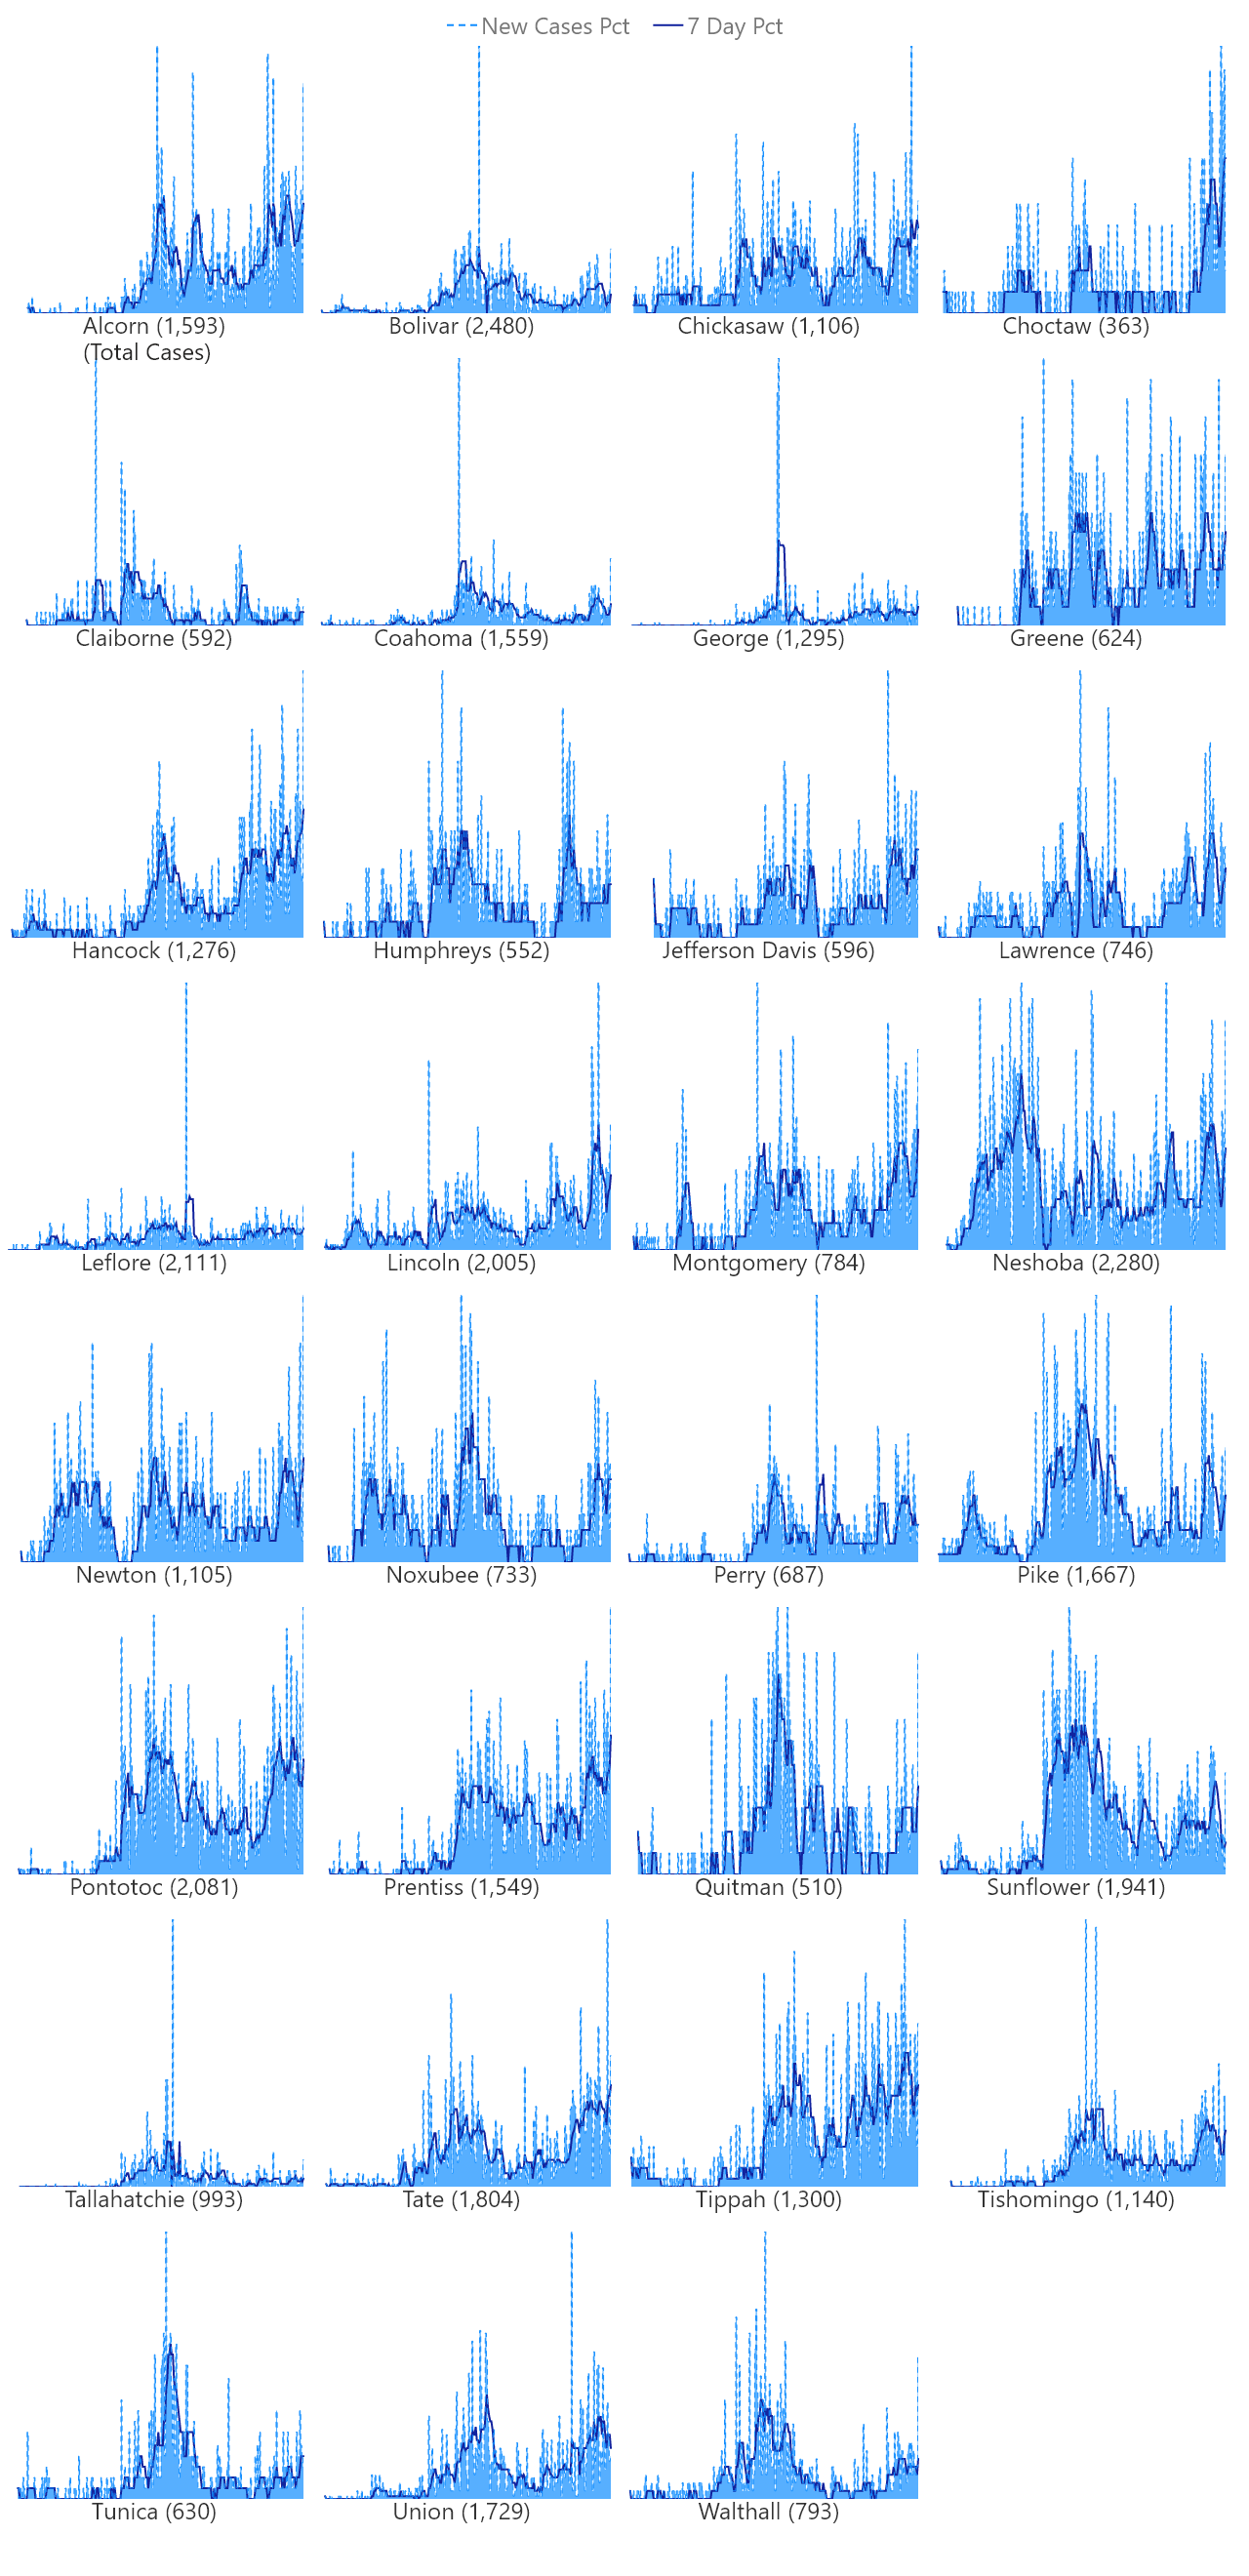 New Cases Pct 7 Day Pct
Alcorn (1,593) Bolivar (2,480) Chickasaw (1,106) Choctaw (363)
(Total Cases)
Claiborne (592) Coahoma (1,559) George (1,295) Greene (624)
Hancock (1,276) Humphreys (552) Jefferson Davis (596) Lawrence (746)
Leflore (2,111) Lincoln (2,005) Montgomery (784) Neshoba (2,280)
Newton (1,105) Noxubee (733) Perry (687) Pike (1,667)
Pontotoc (2,081) Prentiss (1,549) Quitman (510) Sunflower (1,941)
Tallahatchie (993) Tate (1,804) Tippah (1,300) Tishomingo (1,140)
Tunica (630) Union (1,729) Walthall (793)